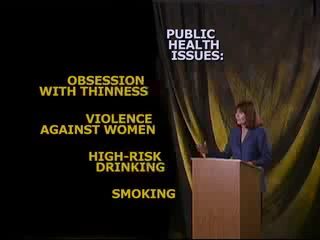 PUBLIC
HEALTH
ISSUES:
OBSESSION
WITH THINNESS
VIOLENCE
AGAINST WOMEN
HIGH-RISK
DRINKING
SMOKING